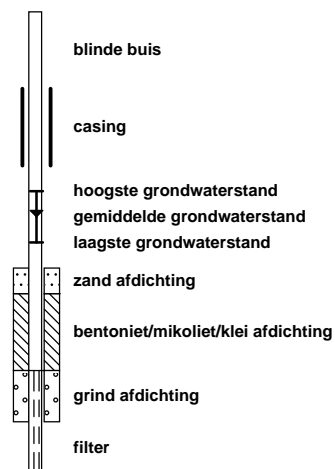 blinde buis
casing
hoogste grondwaterstand
gemiddelde grondwaterstand
laagste grondwaterstand
zand afdichting
bentoniet/mikoliet/klei afdichting
grind afdichting
filter